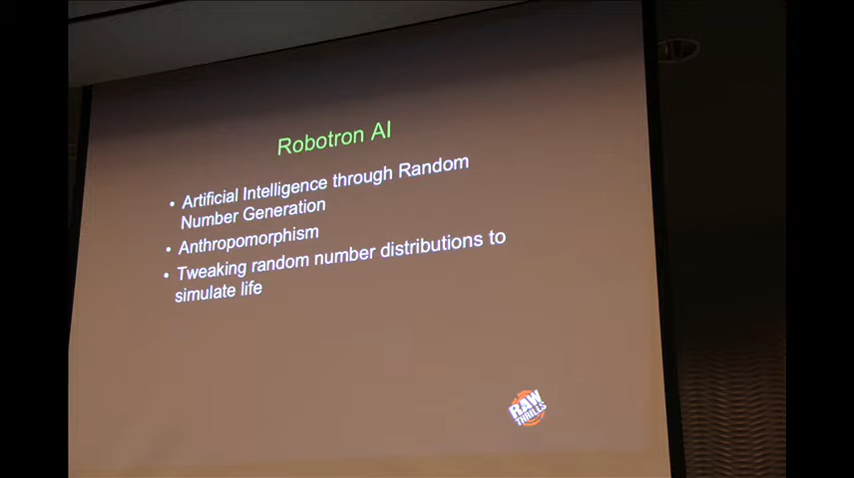 Robotron AI
• Artificial Intelligence through Random
Number Generation
• Anthropomorphism
• Tweaking random number distributions to
simulate life
RAW
THRILLS